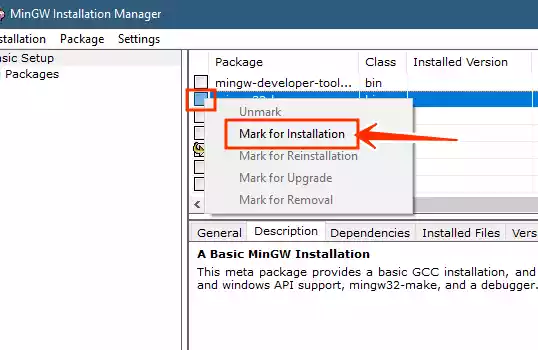 MinGW Installation Manager
stallation Package Settings
asic Setup
Packages
Package Class Installed Version
mingw-developer-tool... bin
Unmark
Mark for Installation
Mark for Reinstallation
Mark for Upgrade
Mark for Removal
General Description Dependencies Installed Files Vers
A Basic MinGW Installation
This meta package provides a basic GCC installation, and
and windows API support, mingw32-make, and a debugger.